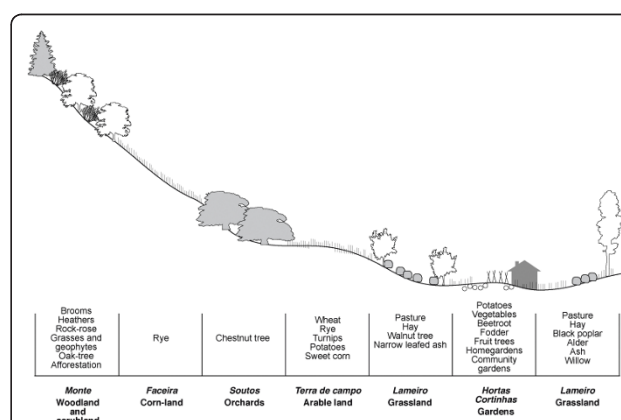 Brooms
Heathers
Rock-rose
Grasses and
geophytes
Oak-tree
Afforestation
Rye
Chestnut tree
Wheat
Rye
Turnips
Potatoes
Sweet corn
Pasture
Hay
Walnut tree
Narrow leafed ash
Potatoes
Vegetables
Beetroot
Fodder
Fruit trees
Homegardens
Community
gardens
Pasture
Hay
Black poplar
Alder
Ash
Willow
Monte
Woodland
and
scrubland
Faceira
Corn-land
Soutos
Orchards
Terra de campo
Arable land
Lameiro
Grassland
Hortas
Cortinhas
Gardens
Lameiro
Grassland